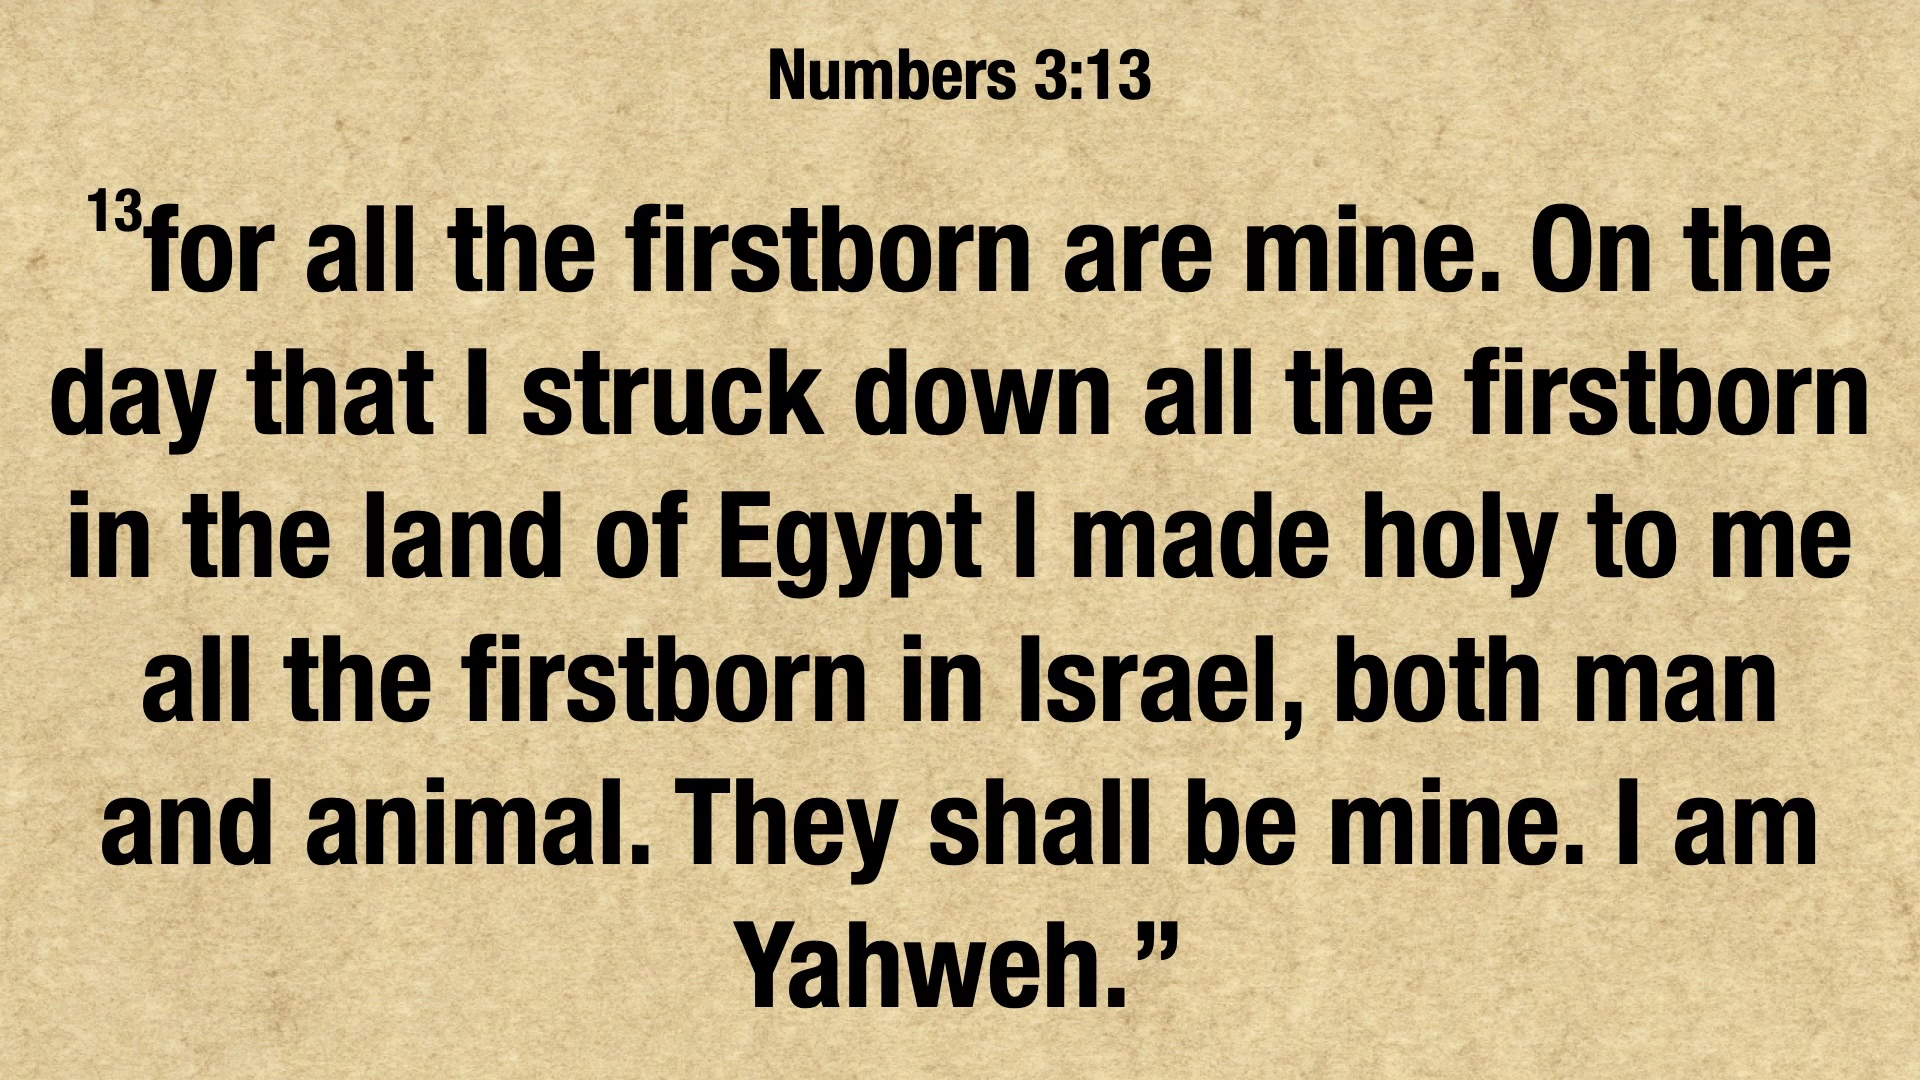 Numbers 3:13
13for all the firstborn are mine. On the
day that I struck down all the firstborn
in the land of Egypt I made holy to me
all the firstborn in Israel, both man
and animal. They shall be mine. I am
Yahweh.”